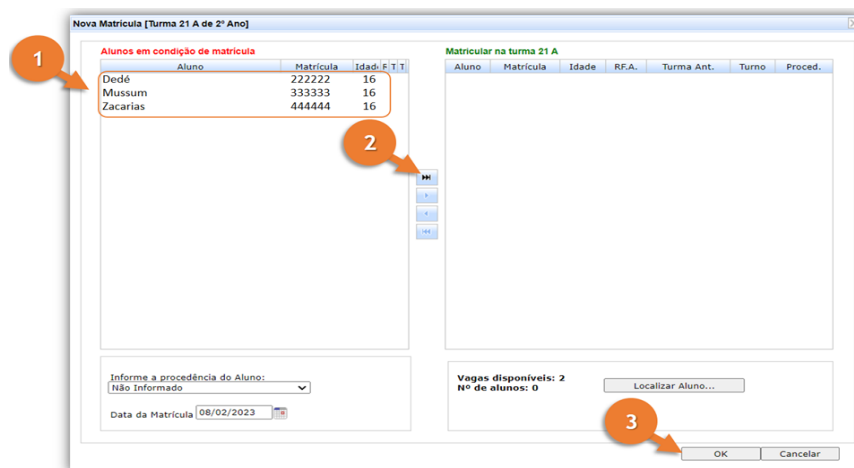 Nova Matricula [Turma 21 A de 2º Ano]
Alunos em condição de matrícula
Aluno Matrícula Idade F T T
Dedé 222222 16
Mussum 333333 16
Zacarias 444444 16
1
2
Matricular na turma 21 A
Aluno Matrícula Idade RF.A. Turma Ant. Turno Proced.
Informe a procedência do Aluno:
Não Informado
Data da Matrícula 08/02/2023
Vagas disponíveis: 2
Nº de alunos: 0
Localizar Aluno...
3
OK Cancelar